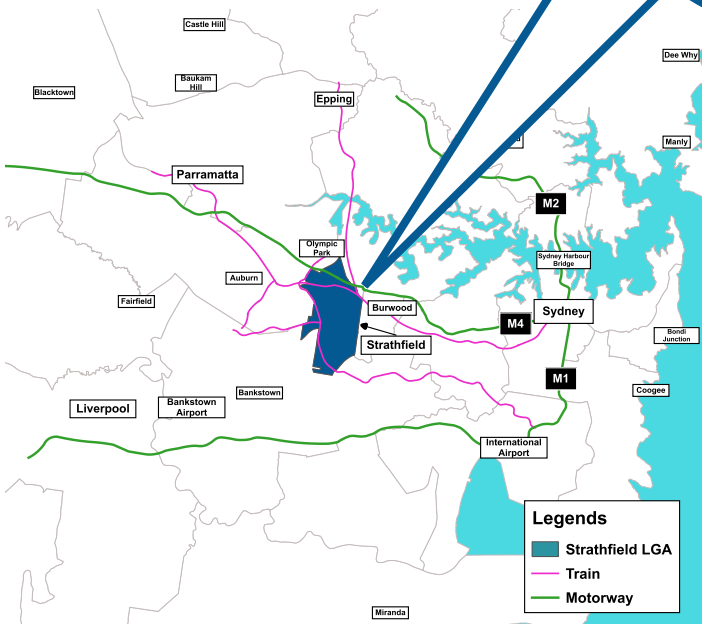 Castle Hill
Dee Why
Baukam
Hill
Blacktown
Epping
Manly
Parramatta
M2
Olympic
Park
Sydney Harbour
Bridge
Auburn
Fairfield
Burwood
Sydney
M4
Strathfield
Bondi
Junction
M1
Coogee
Bankstown
Liverpool
Bankstown
Airport
International
Airport
Legends
Strathfield LGA
Train
Motorway
Miranda